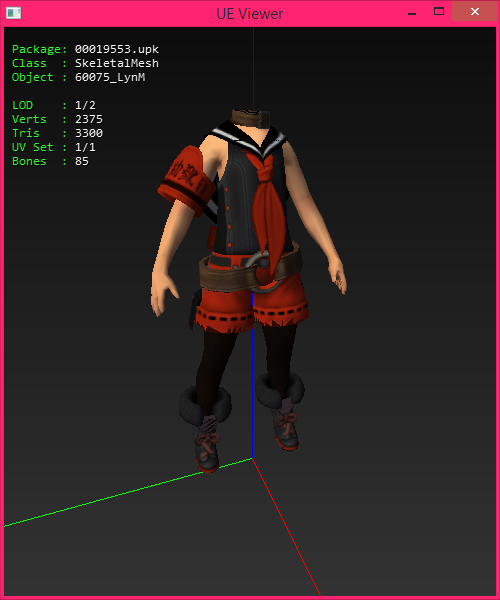 UE Viewer
Package: 00019553.upk
Class : SkeletalMesh
Object : 60075_LynM
LOD : 1/2
Verts : 2375
Tris : 3300
UV Set : 1/1
Bones : 85